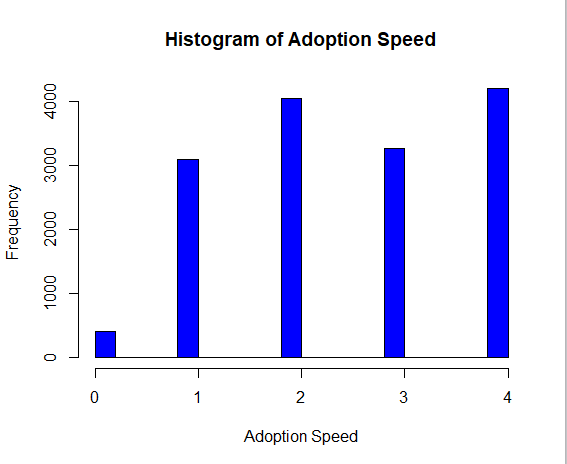 Histogram of Adoption Speed
Frequency
4000
3000
2000
1000
0
0 1 2 3 4
Adoption Speed